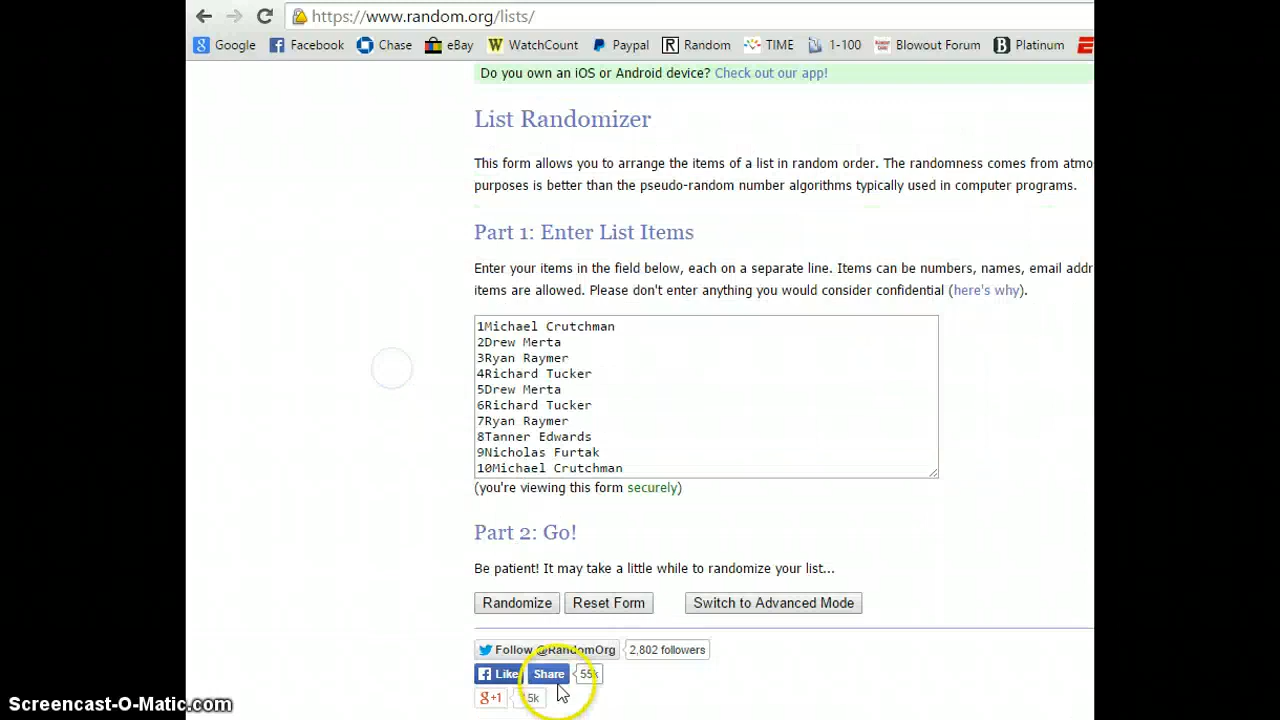 https://www.random.org/lists/
Google Facebook Chase eBay WatchCount Paypal Random TIME 1-100 Blowout Forum Platinum
Do you own an iOS or Android device? Check out our app!
List Randomizer
This form allows you to arrange the items of a list in random order. The randomness comes from atmo
purposes is better than the pseudo-random number algorithms typically used in computer programs.
Part 1: Enter List Items
Enter your items in the field below, each on a separate line. Items can be numbers, names, email addr
items are allowed. Please don't enter anything you would consider confidential (here's why).
1Michael Crutchman
2Drew Merta
3Ryan Raymer
4Richard Tucker
5Drew Merta
6Richard Tucker
7Ryan Raymer
8Tanner Edwards
9Nicholas Furtak
10Michael Crutchman
(you're viewing this form securely)
Part 2: Go!
Be patient! It may take a little while to randomize your list...
Randomize Reset Form Switch to Advanced Mode
Follow @RandomOrg 2,802 followers
Like Share 55k
g+1
Screencast-O-Matic.com